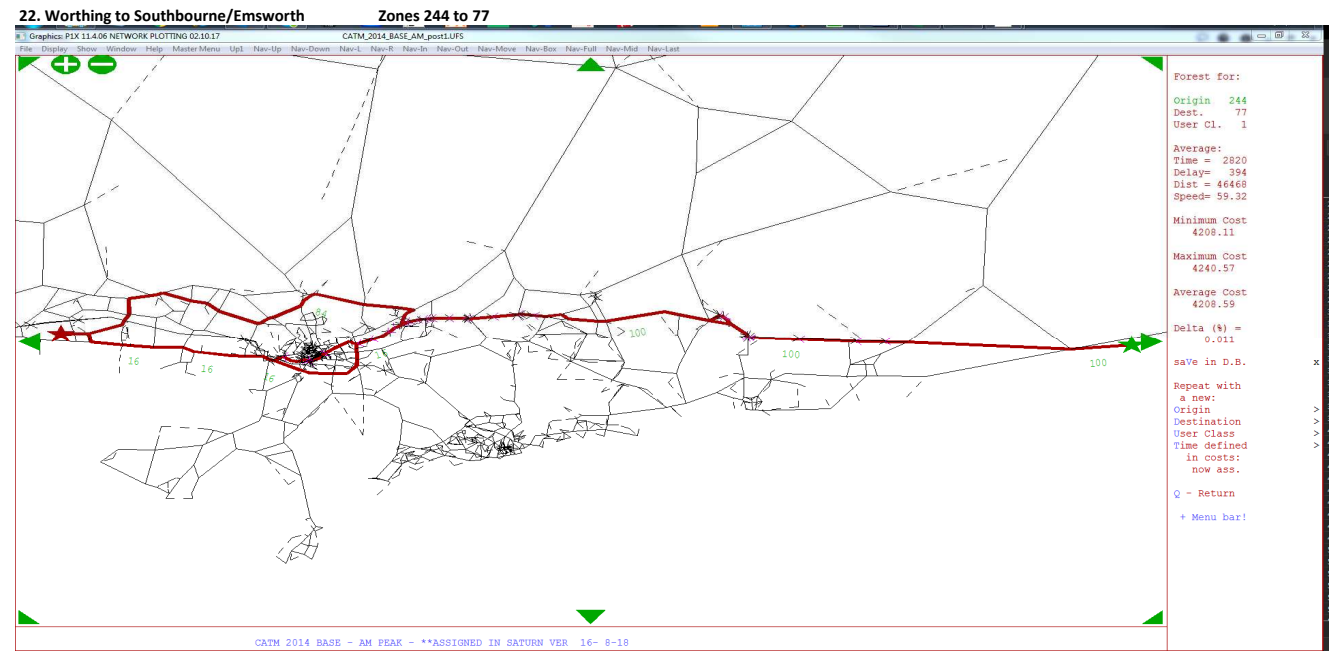 22. Worthing to Southbourne/Emsworth Zones 244 to 77
Graphics: P1X 11.4.06 NETWORK PLOTTING 02.10.17 CATM_2014_BASE_AM_post1.UFS
File Display Show Window Help Master Menu Up1 Nav-Up Nav-Down Nav-L Nav-R Nav-In Nav-Out Nav-Move Nav-Box Nav-Full Nav-Mid Nav-Last
Forest for:
Origin 244
Dest. 77
User Cl. 1
Average:
Time = 2820
Delay= 394
Dist = 46468
Speed= 59.32
Minimum Cost
4208.11
Maximum Cost
4240.57
Average Cost
4208.59
Delta (%) =
0.011
saVe in D.B. x
Repeat with
a new:
Origin >
Destination >
User Class >
Time defined >
in costs:
now ass.
Q - Return
+ Menu bar!
84
100
16
100
16
16
16
100
CATM 2014 BASE - AM PEAK - **ASSIGNED IN SATURN VER 16- 8-18